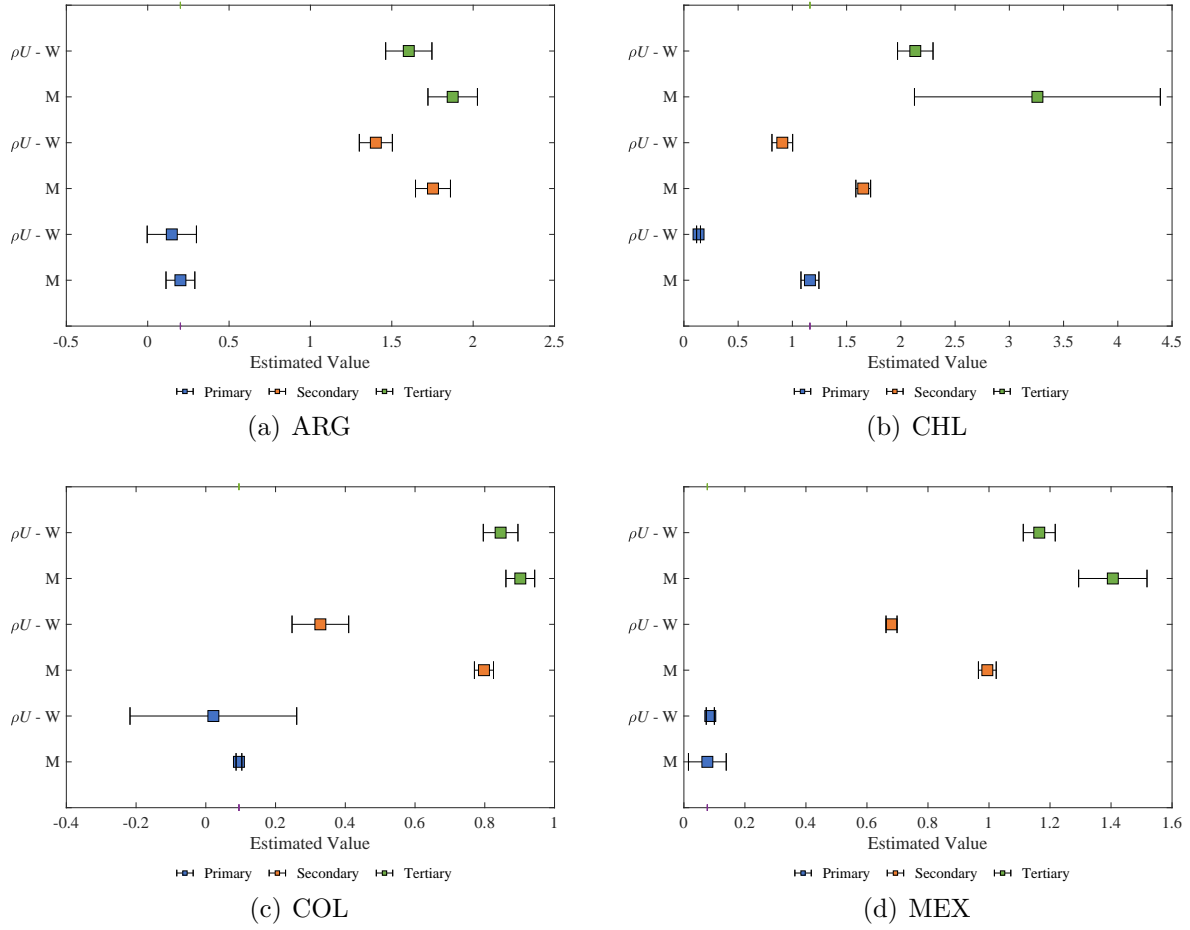 ρU - W
M
ρU - W
M
ρU - W
M
-0.5 0 0.5 1 1.5 2 2.5
Estimated Value
Primary Secondary Tertiary
(a) ARG
ρU - W
M
ρU - W
M
ρU - W
M
0 0.5 1 1.5 2 2.5 3 3.5 4 4.5
Estimated Value
Primary Secondary Tertiary
(b) CHL
ρU - W
M
ρU - W
M
ρU - W
M
-0.4 -0.2 0 0.2 0.4 0.6 0.8 1
Estimated Value
Primary Secondary Tertiary
(c) COL
ρU - W
M
ρU - W
M
ρU - W
M
0 0.2 0.4 0.6 0.8 1 1.2 1.4 1.6
Estimated Value
Primary Secondary Tertiary
(d) MEX